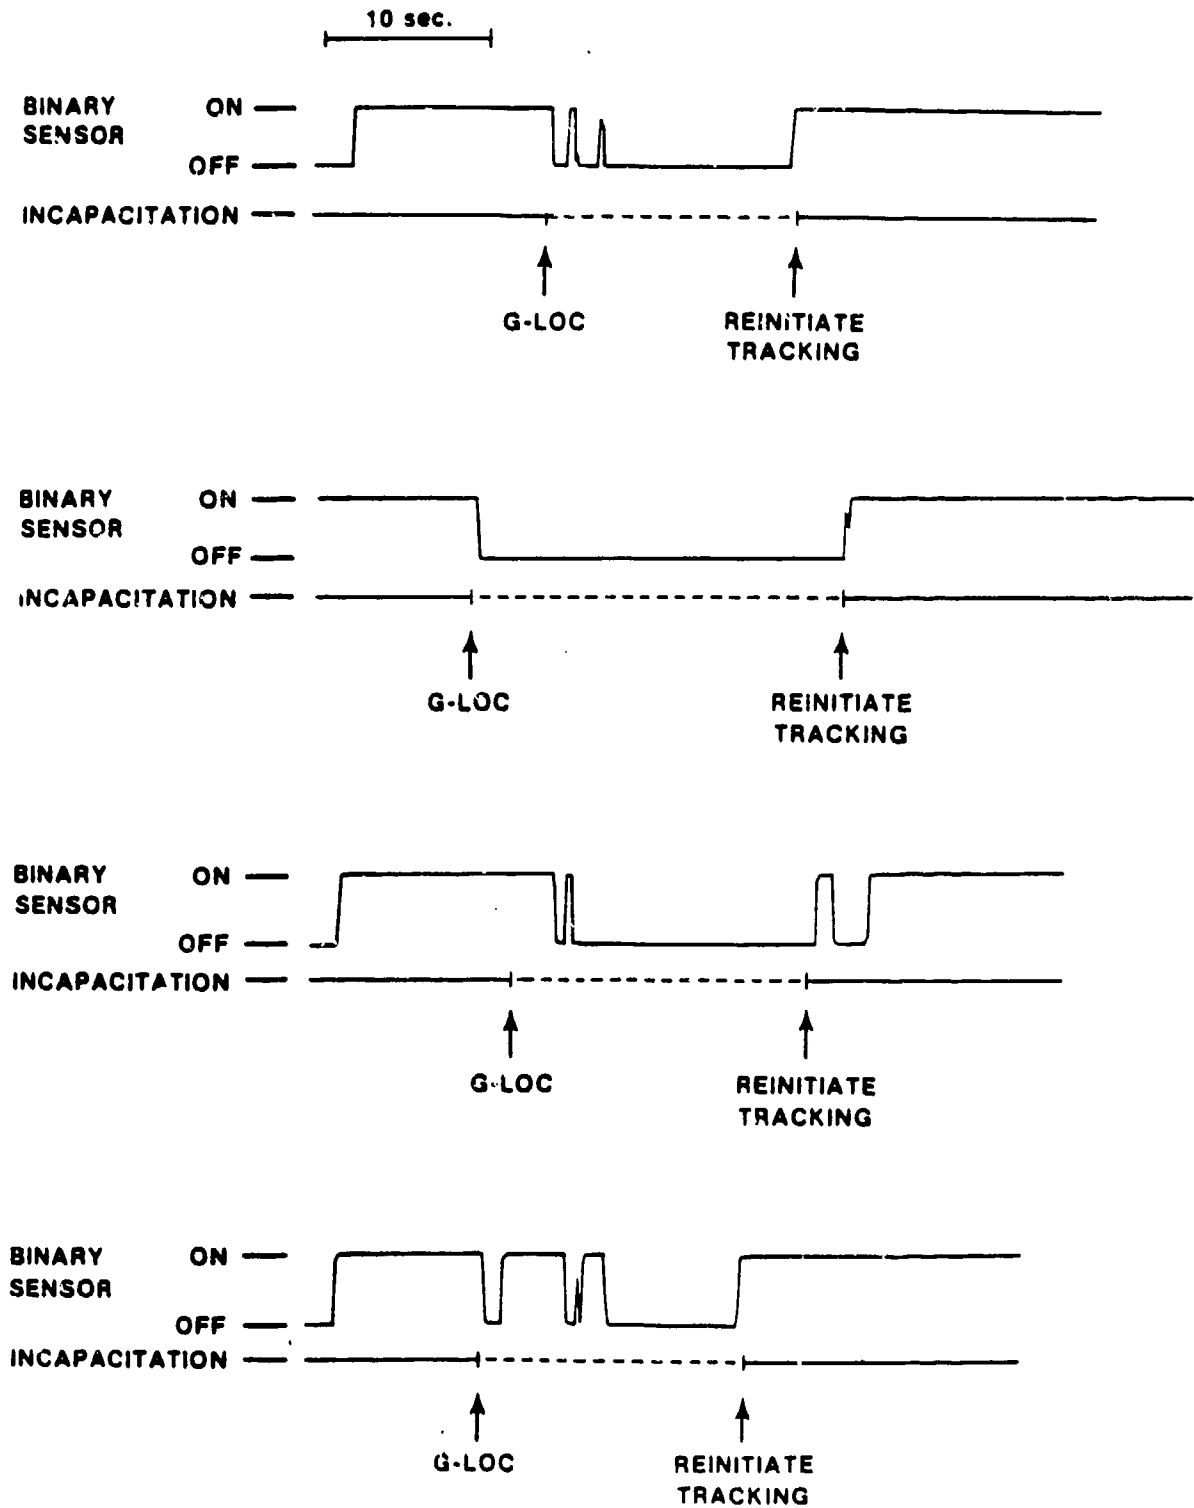 10 sec.
BINARY ON
SENSOR
OFF
INCAPACITATION
G-LOC REINITIATE
TRACKING
BINARY ON
SENSOR
OFF
INCAPACITATION
G-LOC REINITIATE
TRACKING
BINARY ON
SENSOR
OFF
INCAPACITATION
G-LOC REINITIATE
TRACKING
BINARY ON
SENSOR
OFF
INCAPACITATION
G-LOC REINITIATE
TRACKING